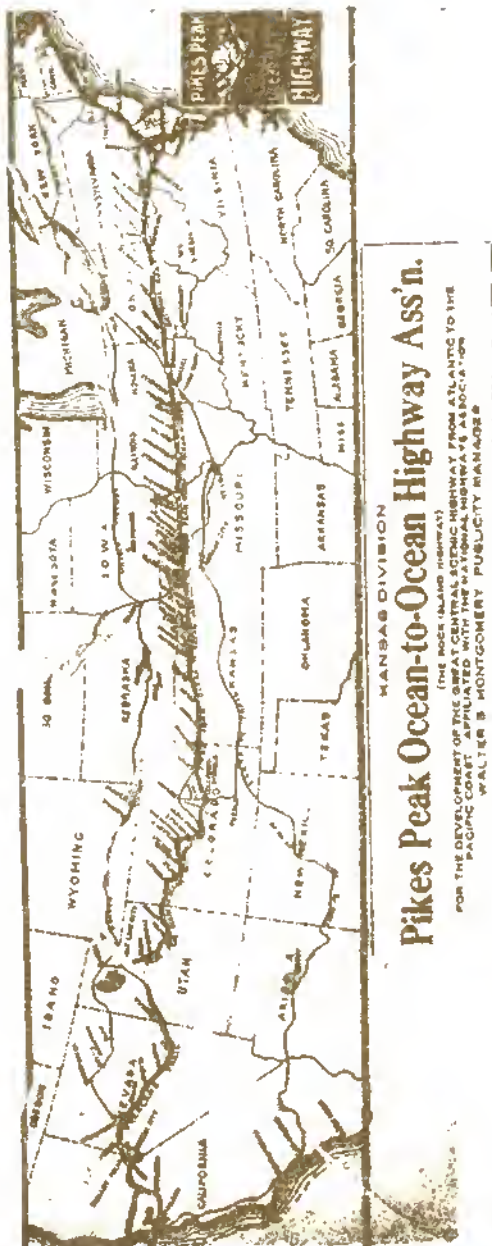 PIKES PEAK
HIGHWAY
OREGON
IDAHO
WYOMING
SO. DAK.
MINNESOTA
WISCONSIN
MICHIGAN
NEW YORK
NEVADA
UTAH
COLORADO
NEBRASKA
IOWA
ILLINOIS
INDIANA
OHIO
PENNSYLVANIA
CALIFORNIA
ARIZONA
NEW MEXICO
KANSAS
MISSOURI
KENTUCKY
VIRGINIA
TEXAS
OKLAHOMA
ARKANSAS
TENNESSEE
NORTH CAROLINA
MISS
ALABAMA
GEORGIA
SO. CAROLINA
KANSAS DIVISION
Pikes Peak Ocean-to-Ocean Highway Ass'n.
(THE ROCK ISLAND HIGHWAY)
FOR THE DEVELOPMENT OF THE GREAT CENTRAL SCENIC HIGHWAY FROM ATLANTIC TO THE
PACIFIC COAST. AFFILIATED WITH THE NATIONAL HIGHWAYS ASSOCIATION
WALTER B MONTGOMERY PUBLICITY MANAGER